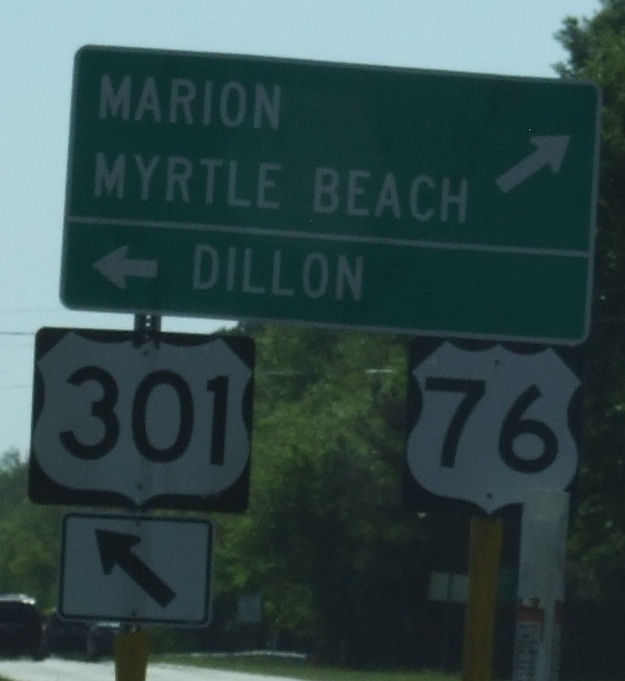 MARION
MYRTLE BEACH
DILLON
301
76